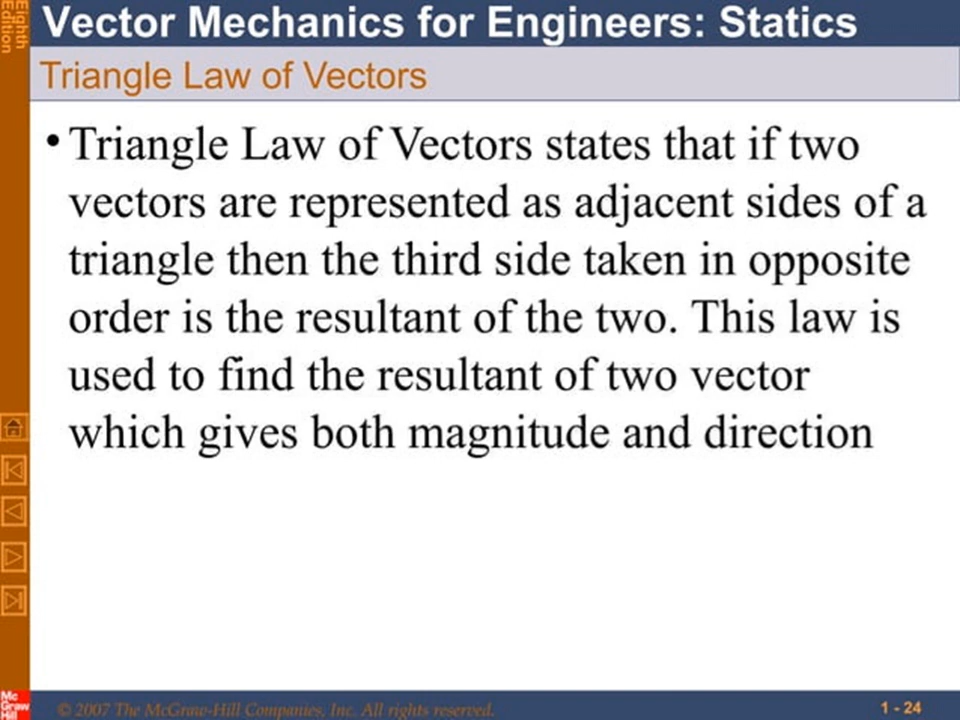 Eighth
Edition
Vector Mechanics for Engineers: Statics
Triangle Law of Vectors
• Triangle Law of Vectors states that if two
vectors are represented as adjacent sides of a
triangle then the third side taken in opposite
order is the resultant of the two. This law is
used to find the resultant of two vector
which gives both magnitude and direction
Mc
Graw
Hill
© 2007 The McGraw-Hill Companies, Inc. All rights reserved.
1 - 24